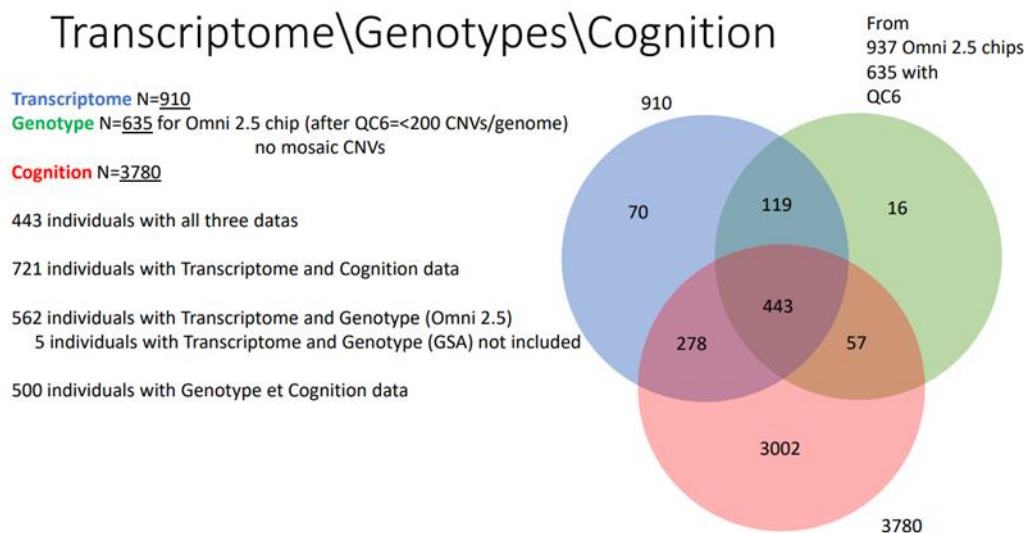 Transcriptome\Genotypes\Cognition
From
937 Omni 2.5 chips
635 with
QC6
Transcriptome N=910
Genotype N=635 for Omni 2.5 chip (after QC6=<200 CNVs/genome)
no mosaic CNVs
Cognition N=3780
443 individuals with all three datas
721 individuals with Transcriptome and Cognition data
562 individuals with Transcriptome and Genotype (Omni 2.5)
5 individuals with Transcriptome and Genotype (GSA) not included
500 individuals with Genotype et Cognition data
910
70
119
16
443
278
57
3002
3780